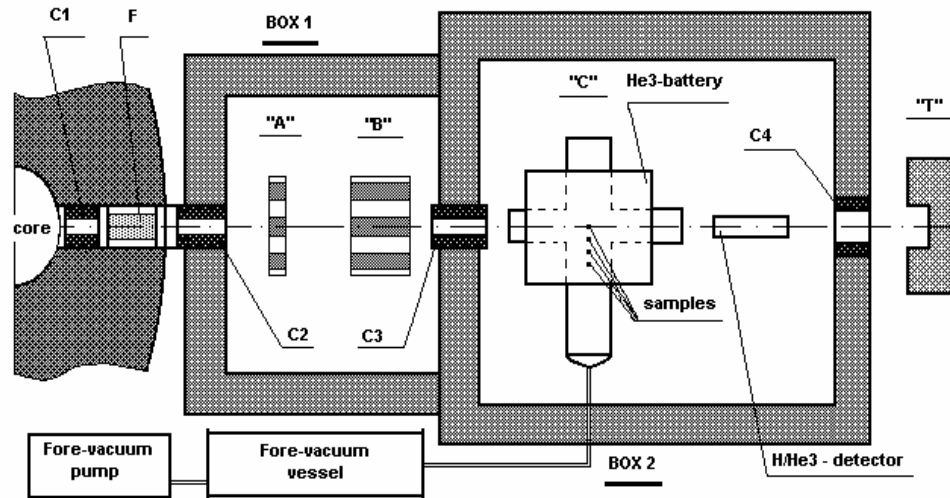 C1
F
BOX 1
"A"
"B"
"C"
He3-battery
"T"
C4
core
samples
C2
C3
Fore-vacuum
pump
Fore-vacuum
vessel
BOX 2
H/He3 - detector